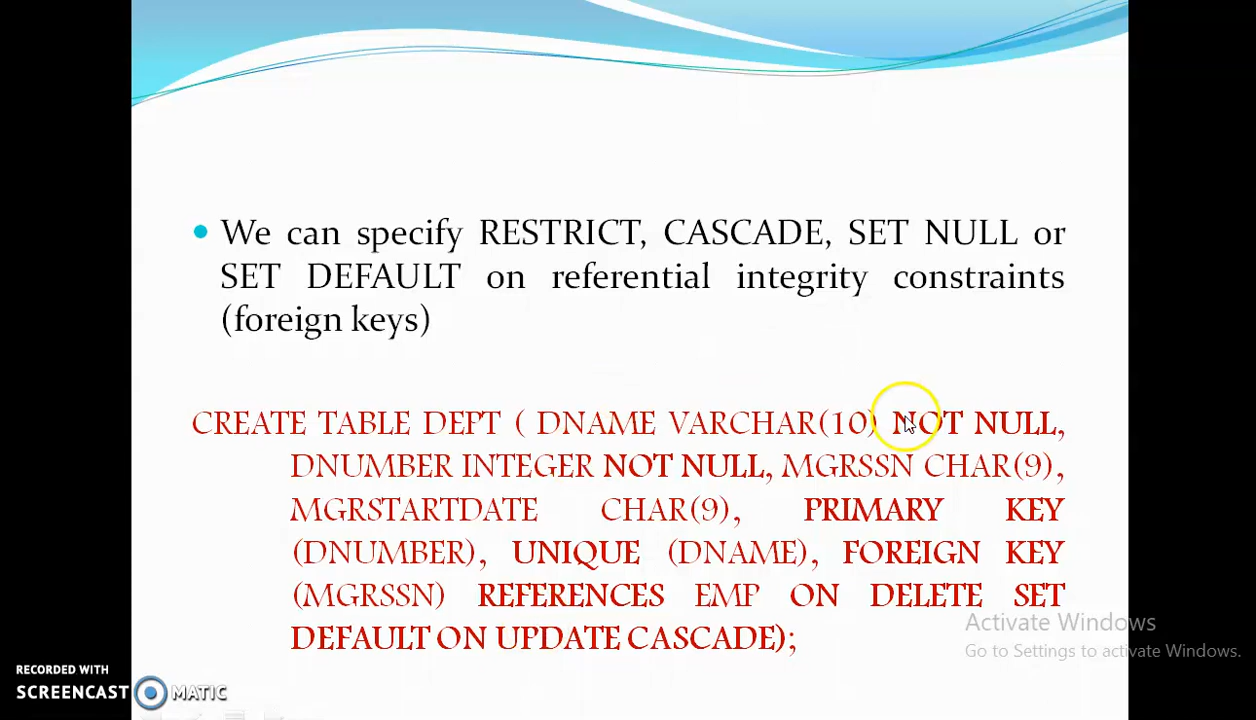 We can specify RESTRICT, CASCADE, SET NULL or
SET DEFAULT on referential integrity constraints
(foreign keys)
CREATE TABLE DEPT ( DNAME VARCHAR(10) NOT NULL,
DNUMBER INTEGER NOT NULL, MGRSSN CHAR(9),
MGRSTARTDATE CHAR(9), PRIMARY KEY
(DNUMBER), UNIQUE (DNAME), FOREIGN KEY
(MGRSSN) REFERENCES EMP ON DELETE SET
DEFAULT ON UPDATE CASCADE);
Activate Windows
Go to Settings to activate Windows.
RECORDED WITH
SCREENCAST MATIC